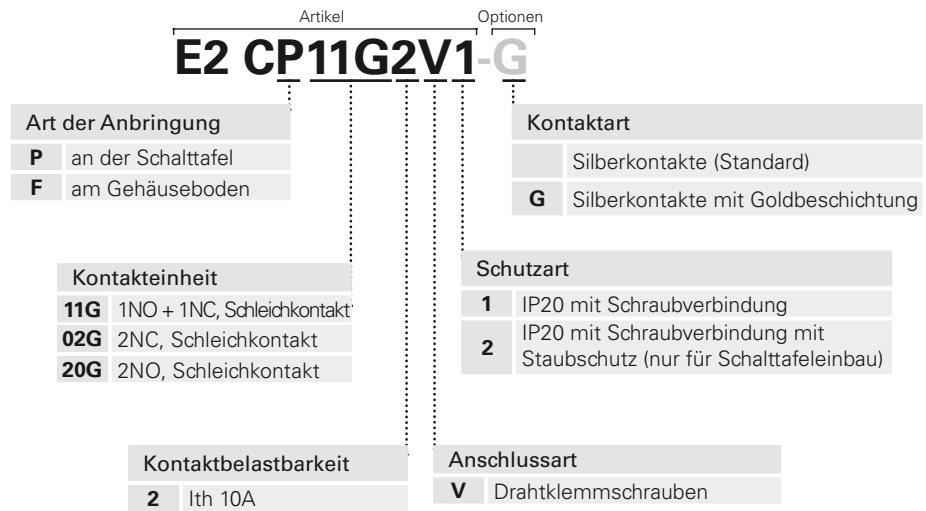 Artikel Optionen
E2 CP11G2V1-G
Art der Anbringung
P an der Schalttafel
F am Gehäuseboden
Kontaktart
Silberkontakte (Standard)
G Silberkontakte mit Goldbeschichtung
Kontakteinheit
11G 1NO + 1NC, Schleichkontakt
02G 2NC, Schleichkontakt
20G 2NO, Schleichkontakt
Schutzart
1 IP20 mit Schraubverbindung
2 IP20 mit Schraubverbindung mit
Staubschutz (nur für Schalttafeleinbau)
Kontaktbelastbarkeit
2 Ith 10A
Anschlussart
V Drahtklemmschrauben